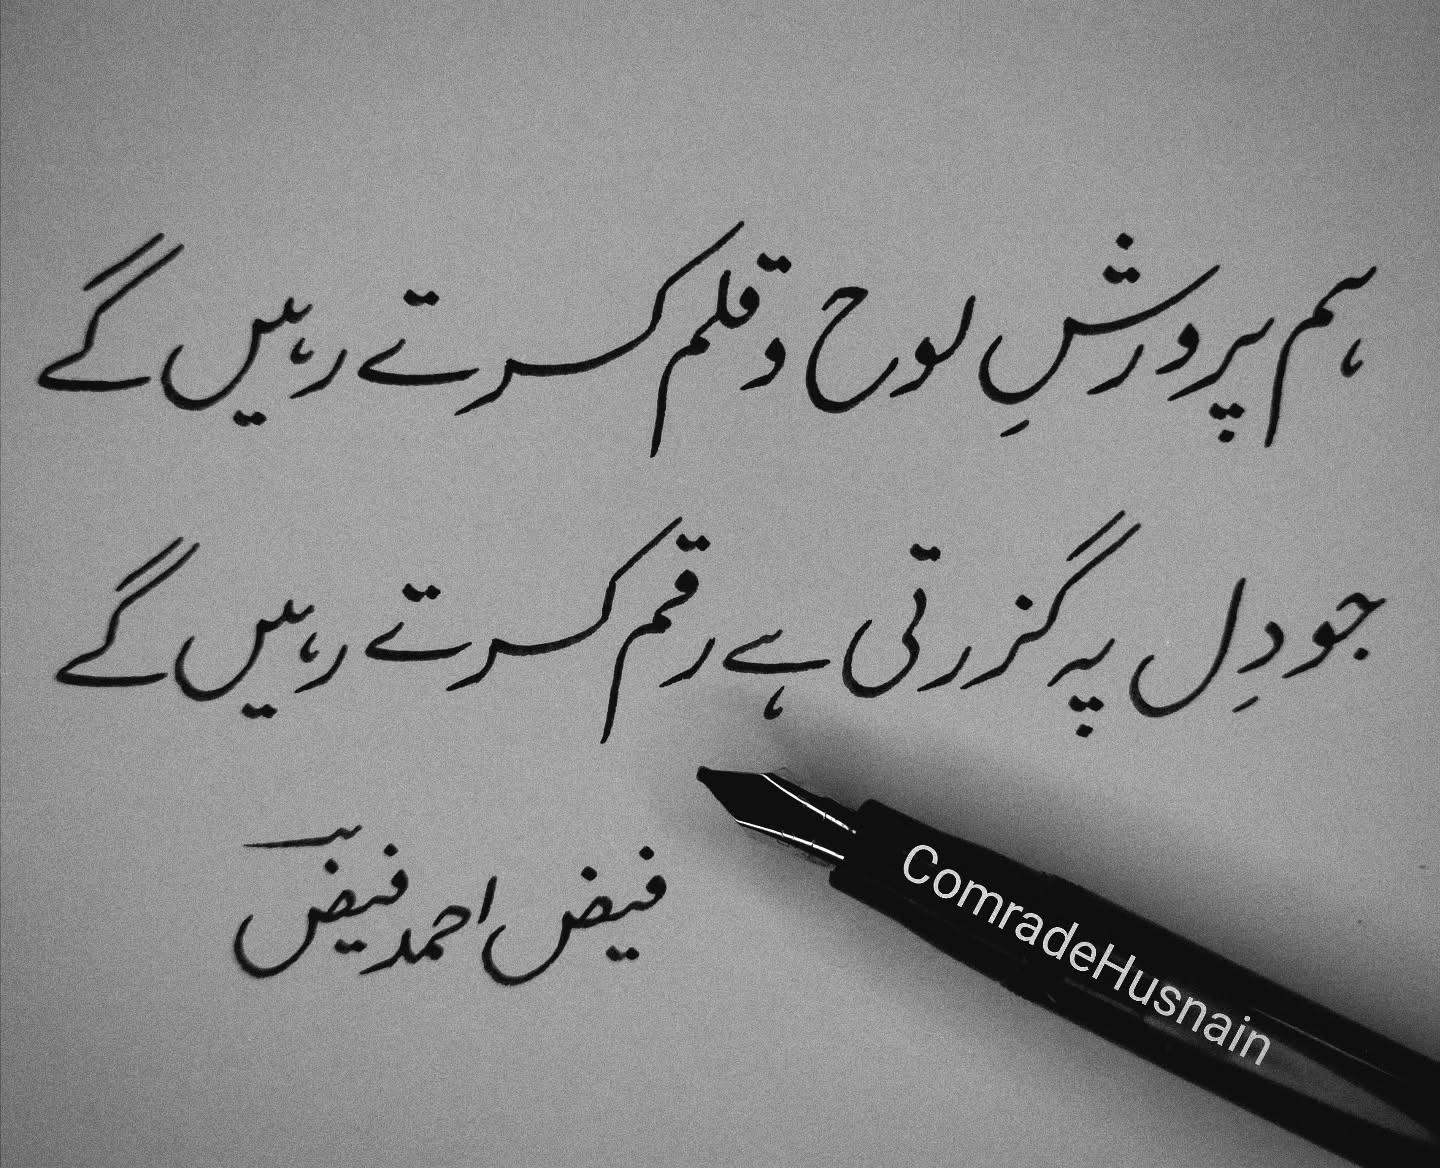 ہم پرورشِ لوح و قلم کرتے رہیں گے
جو دِل پہ گزرتی ہے رقم کرتے رہیں گے
فیض احمد فیض
ComradeHusnain